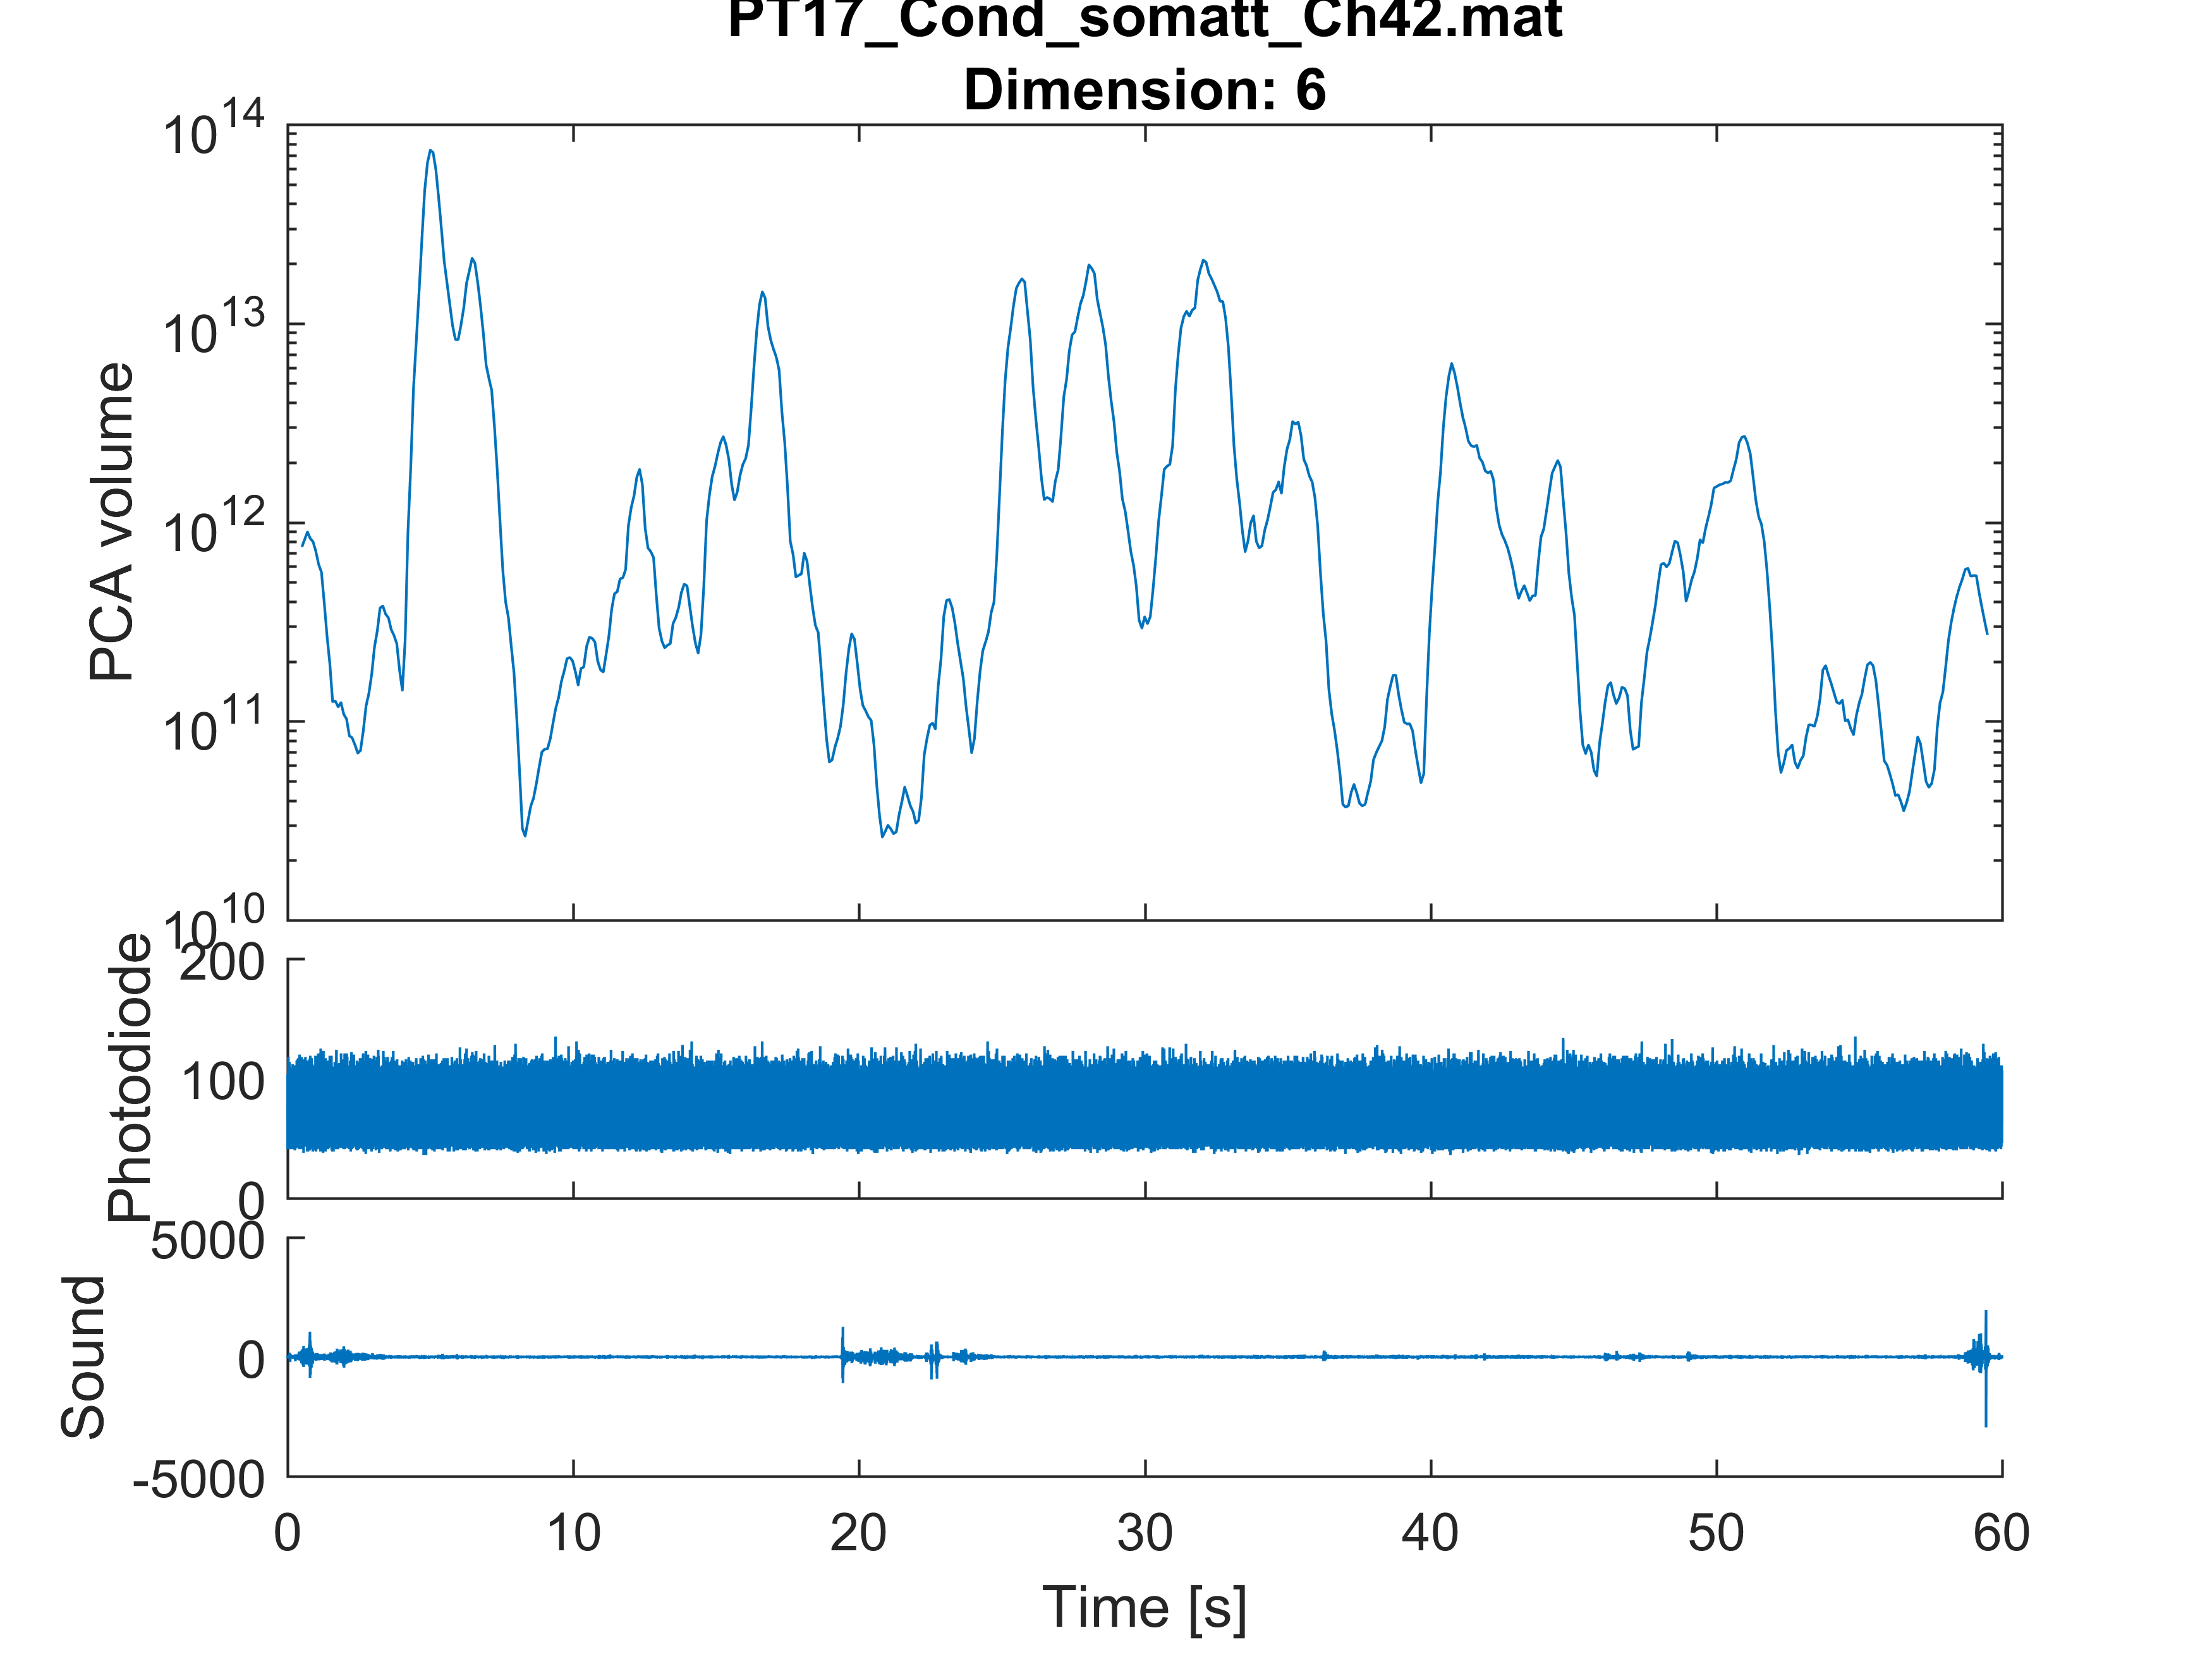 PT17_Cond_somatt_Ch42.mat
Dimension: 6
10^14
10^13
10^12
10^11
10^10
PCA volume
200
100
0
Photodiode
5000
0
-5000
Sound
0 10 20 30 40 50 60
Time [s]